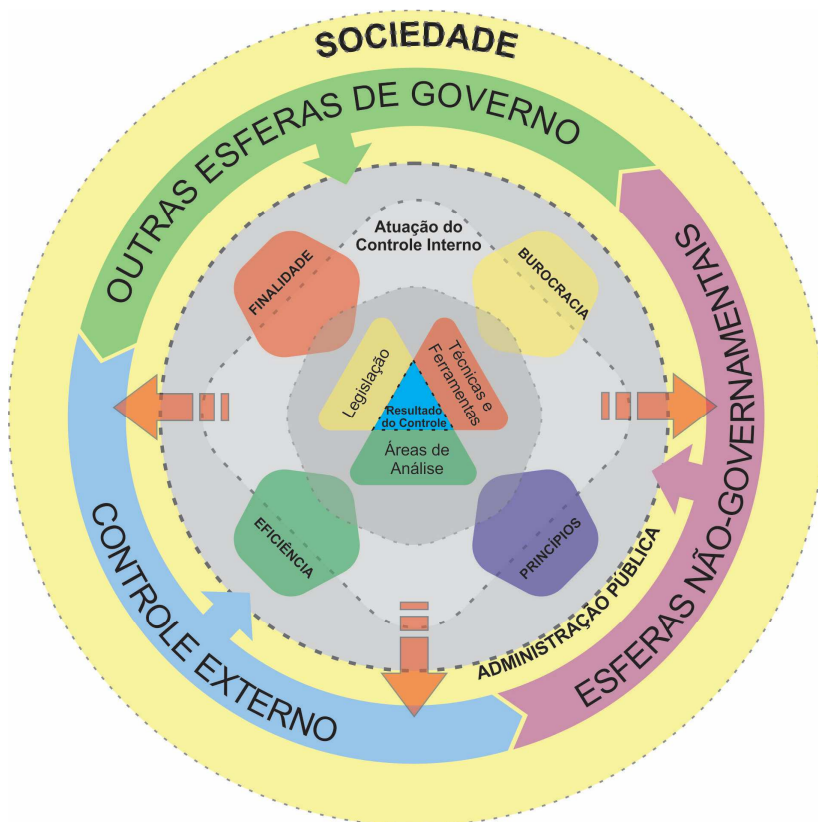 SOCIEDADE
OUTRAS ESFERAS DE GOVERNO
Atuação do
Controle Interno
FINALIDADE
BUROCRACIA
Legislação
Técnicas e
Ferramentas
Resultado
do Controle
Áreas de
Análise
EFICIÊNCIA
PRINCÍPIOS
ADMINISTRAÇÃO PÚBLICA
CONTROLE EXTERNO
ESFERAS NÃO-GOVERNAMENTAIS